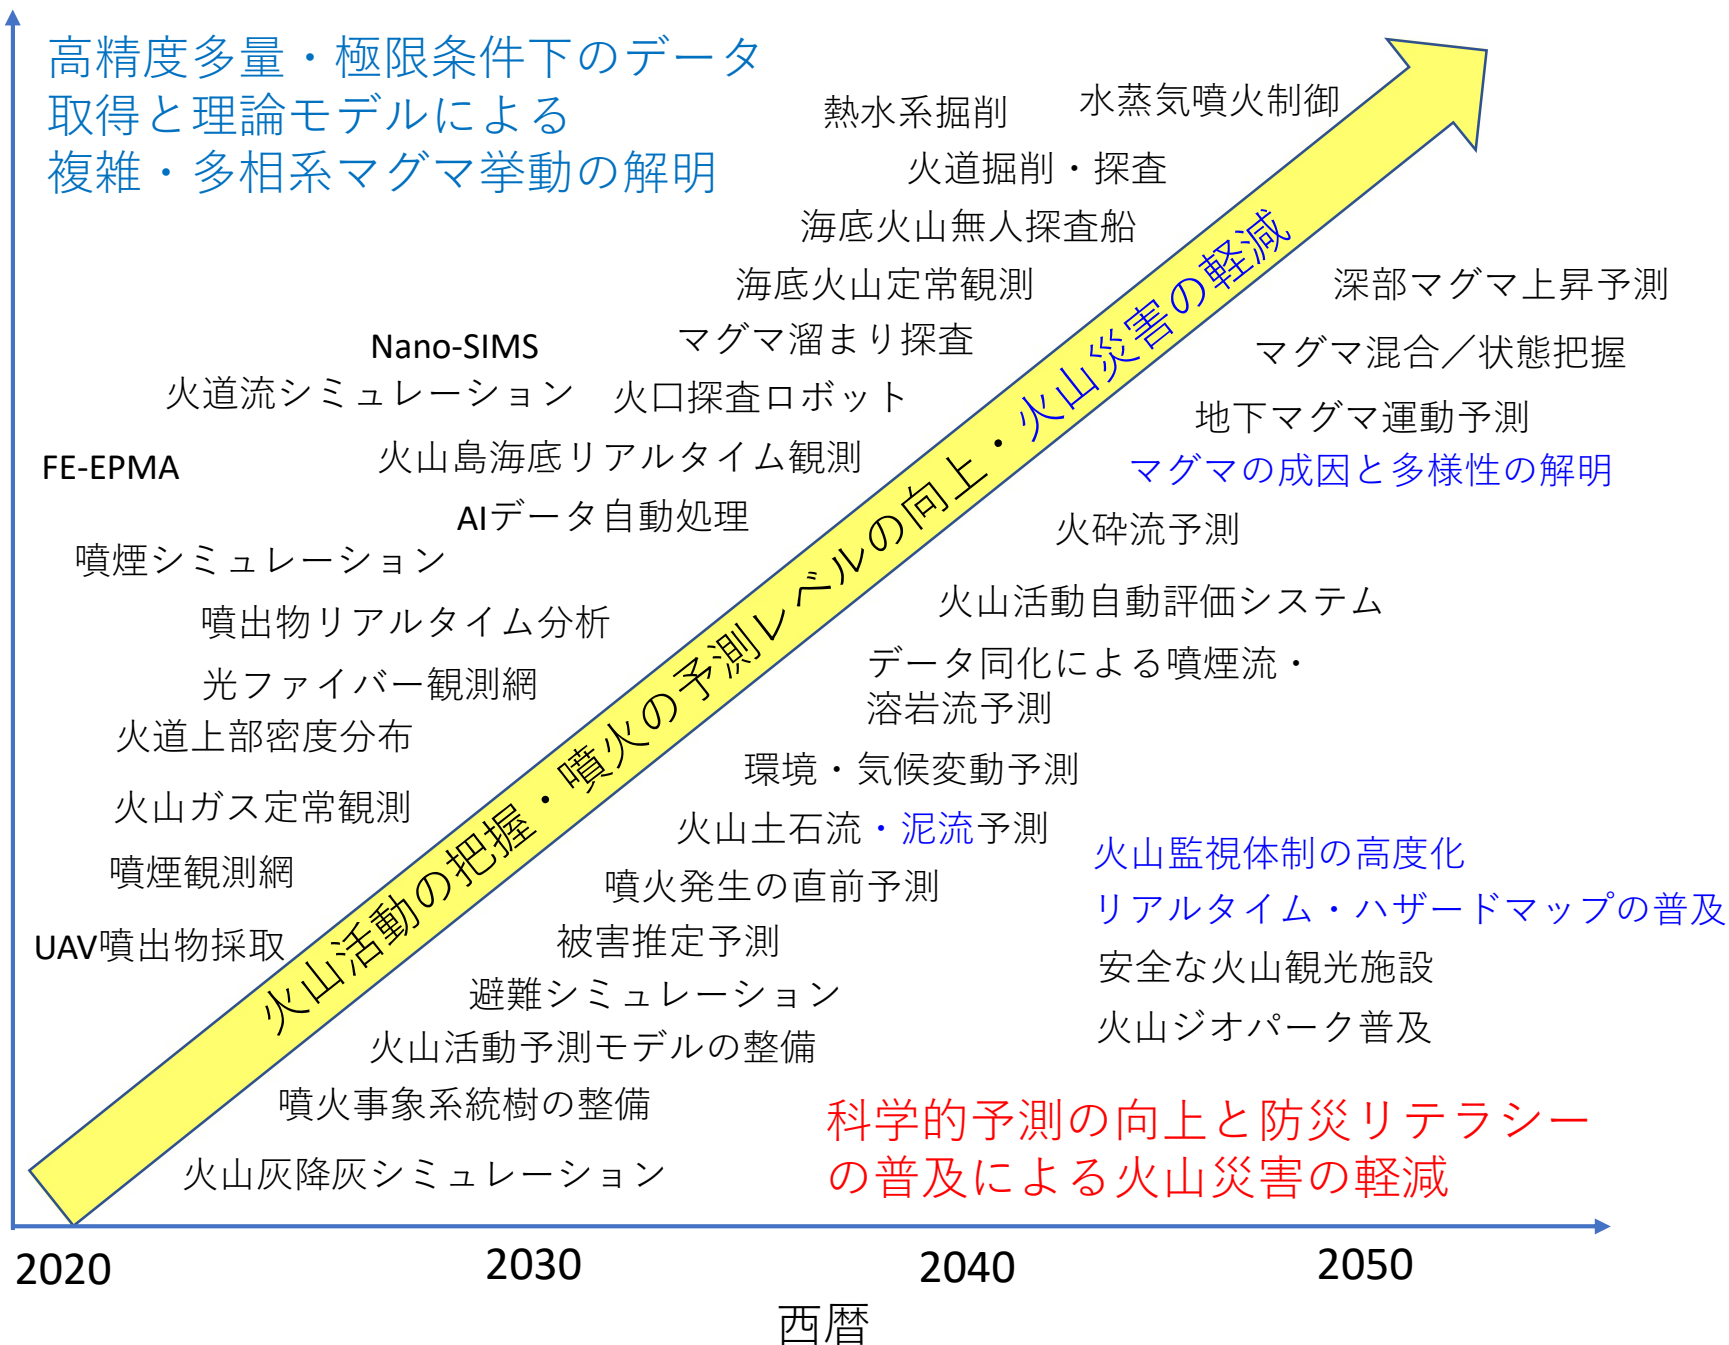 高精度多量・極限条件下のデータ
取得と理論モデルによる
複雑・多相系マグマ挙動の解明
水蒸気噴火制御
熱水系掘削
火道掘削・探査
海底火山無人探査船
海底火山定常観測
マグマ溜まり探査
Nano-SIMS
火道流シミュレーション
火口探査ロボット
火山島海底リアルタイム観測
FE-EPMA
AIデータ自動処理
噴煙シミュレーション
噴出物リアルタイム分析
光ファイバー観測網
火道上部密度分布
火山ガス定常観測
噴煙観測網
UAV噴出物採取
火山活動の把握・噴火の予測レベルの向上・火山災害の軽減
深部マグマ上昇予測
マグマ混合／状態把握
地下マグマ運動予測
マグマの成因と多様性の解明
火砕流予測
火山活動自動評価システム
データ同化による噴煙流・
溶岩流予測
環境・気候変動予測
火山土石流・泥流予測
噴火発生の直前予測
被害推定予測
避難シミュレーション
火山活動予測モデルの整備
噴火事象系統樹の整備
火山灰降灰シミュレーション
火山監視体制の高度化
リアルタイム・ハザードマップの普及
安全な火山観光施設
火山ジオパーク普及
科学的予測の向上と防災リテラシー
の普及による火山災害の軽減
2020
2030
2040
2050
西暦